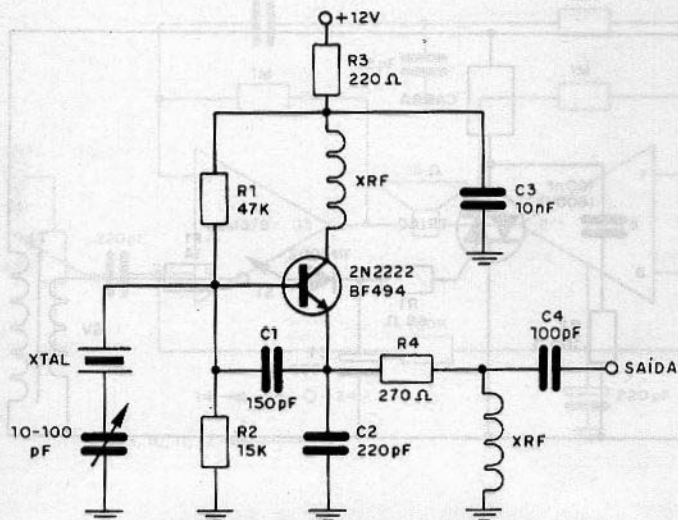 +12V
R3
220 Ω
XRF
R1
47K
C3
10nF
2N2222
BF494
C1
150pF
R4
270 Ω
C4
100pF
SAÍDA
XTAL
10-100
pF
R2
15K
C2
220pF
XRF